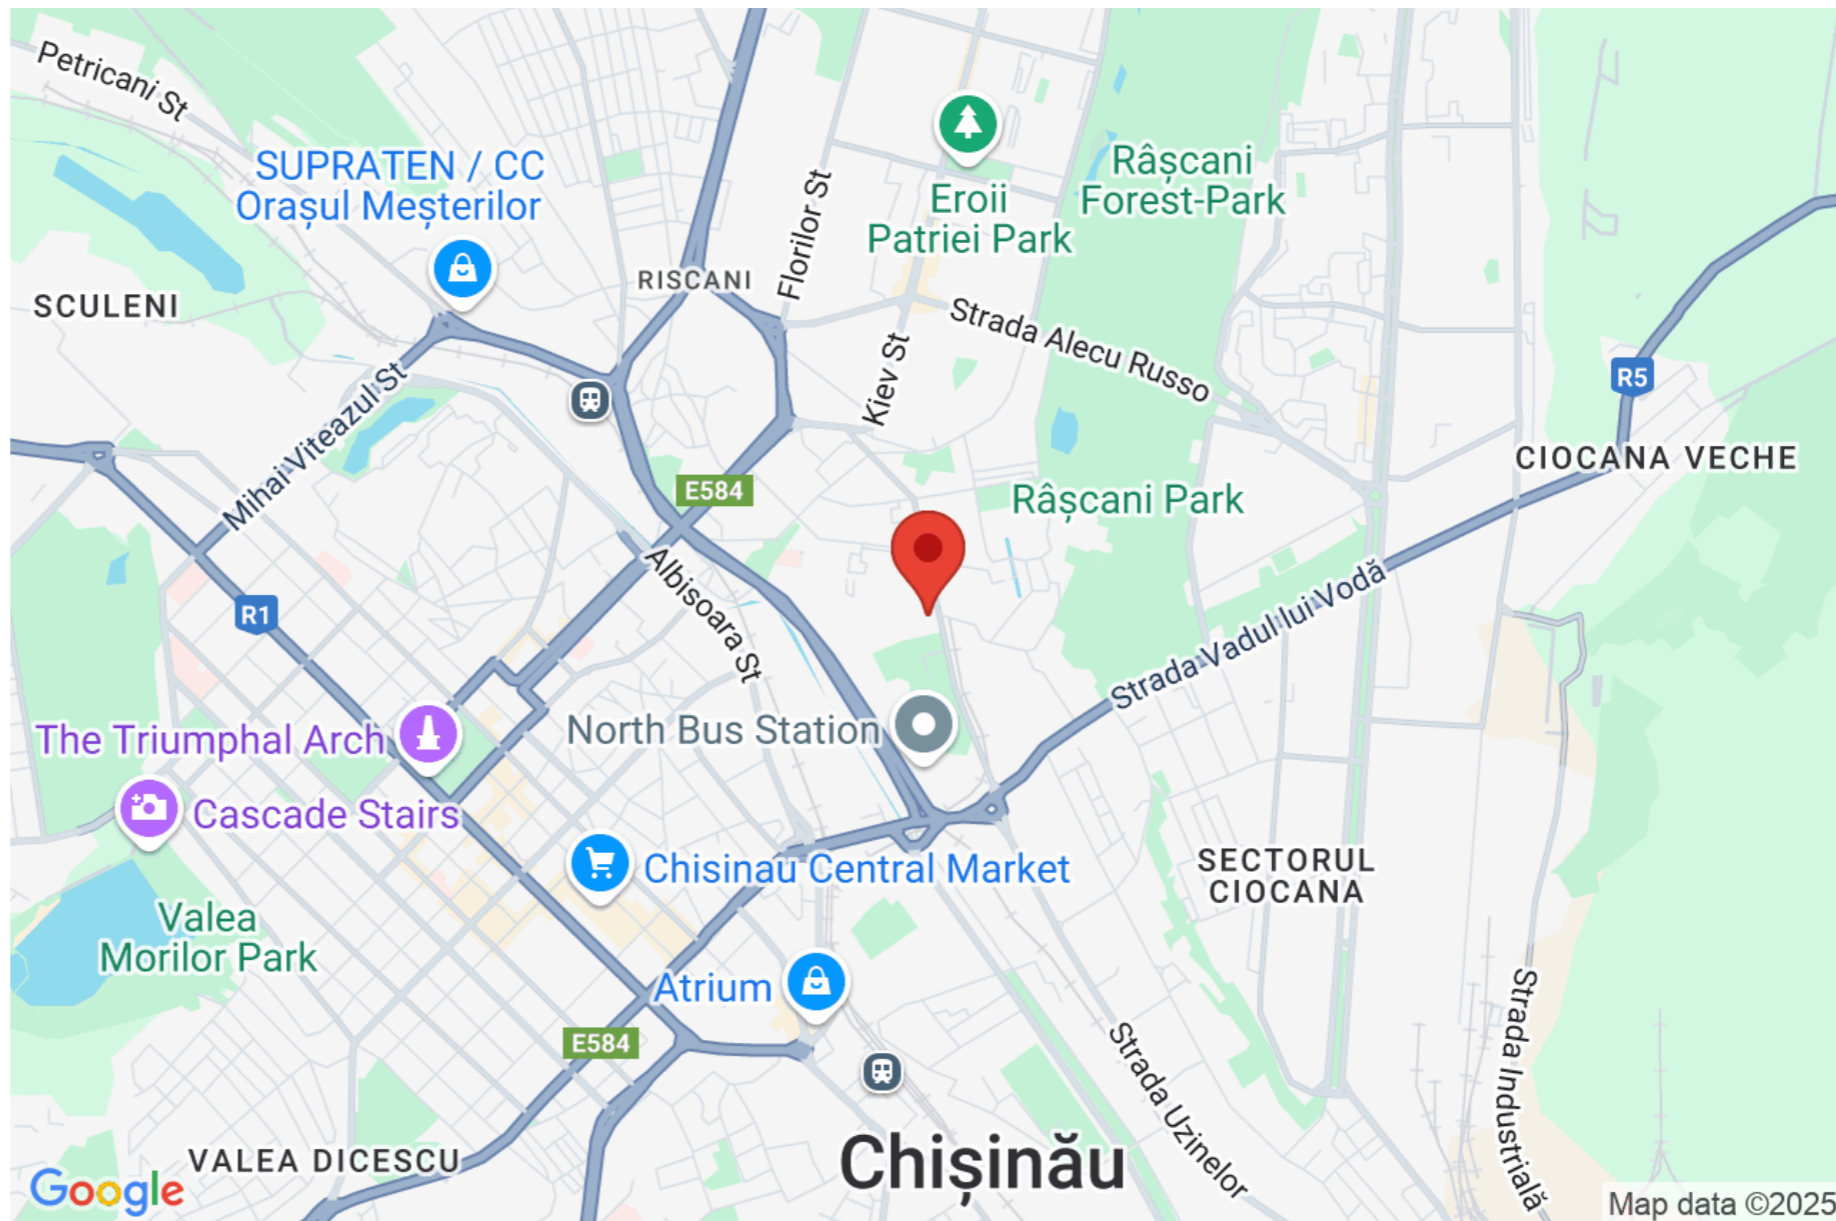 Petricani St
SUPRATEN / CC
Orașul Meșterilor
Râșcani
Forest-Park
Eroii
Patriei Park
Florilor St
RISCANI
SCULENI
Strada Alecu Russo
Kiev St
Mihai Viteazul St
R5
CIOCANA VECHE
E584
Râșcani Park
Albisoara St
R1
Strada Vadul lui Vodă
The Triumphal Arch
North Bus Station
Cascade Stairs
Chisinau Central Market
SECTORUL
CIOCANA
Valea
Morilor Park
Atrium
E584
Strada Uzinelor
Strada Industrială
VALEA DICESCU
Chișinău
Google
Map data ©2025